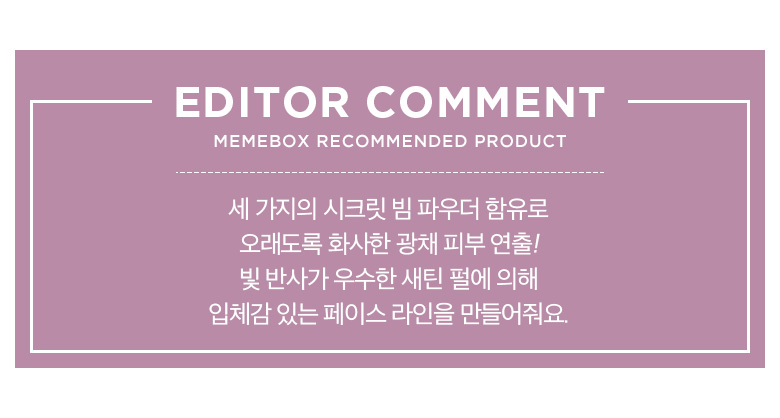 EDITOR COMMENT
MEMEBOX RECOMMENDED PRODUCT
세 가지의 시크릿 빔 파우더 함유로
오래도록 화사한 광채 피부 연출!
빛 반사가 우수한 새틴 펄에 의해
입체감 있는 페이스 라인을 만들어줘요.